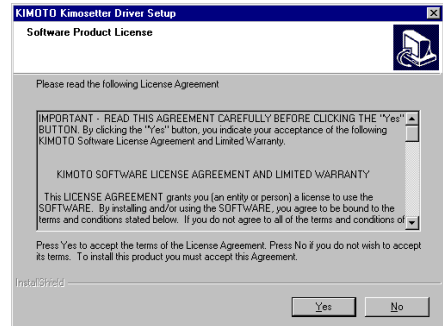 KIMOTO Kimosetter Driver Setup
Software Product License
Please read the following License Agreement
IMPORTANT - READ THIS AGREEMENT CAREFULLY BEFORE CLICKING THE "Yes"
BUTTON. By clicking the "Yes" button, you indicate your acceptance of the following
KIMOTO Software License Agreement and Limited Warranty.
KIMOTO SOFTWARE LICENSE AGREEMENT AND LIMITED WARRANTY
This LICENSE AGREEMENT grants you (an entity or person) a license to use the
SOFTWARE. By installing and/or using the SOFTWARE, you agree to be bound to the
terms and conditions stated below. If you do not agree to all of the terms and conditions of
Press Yes to accept the terms of the License Agreement. Press No if you do not wish to accept
its terms. To install this product you must accept this Agreement.
InstallShield
Yes
No